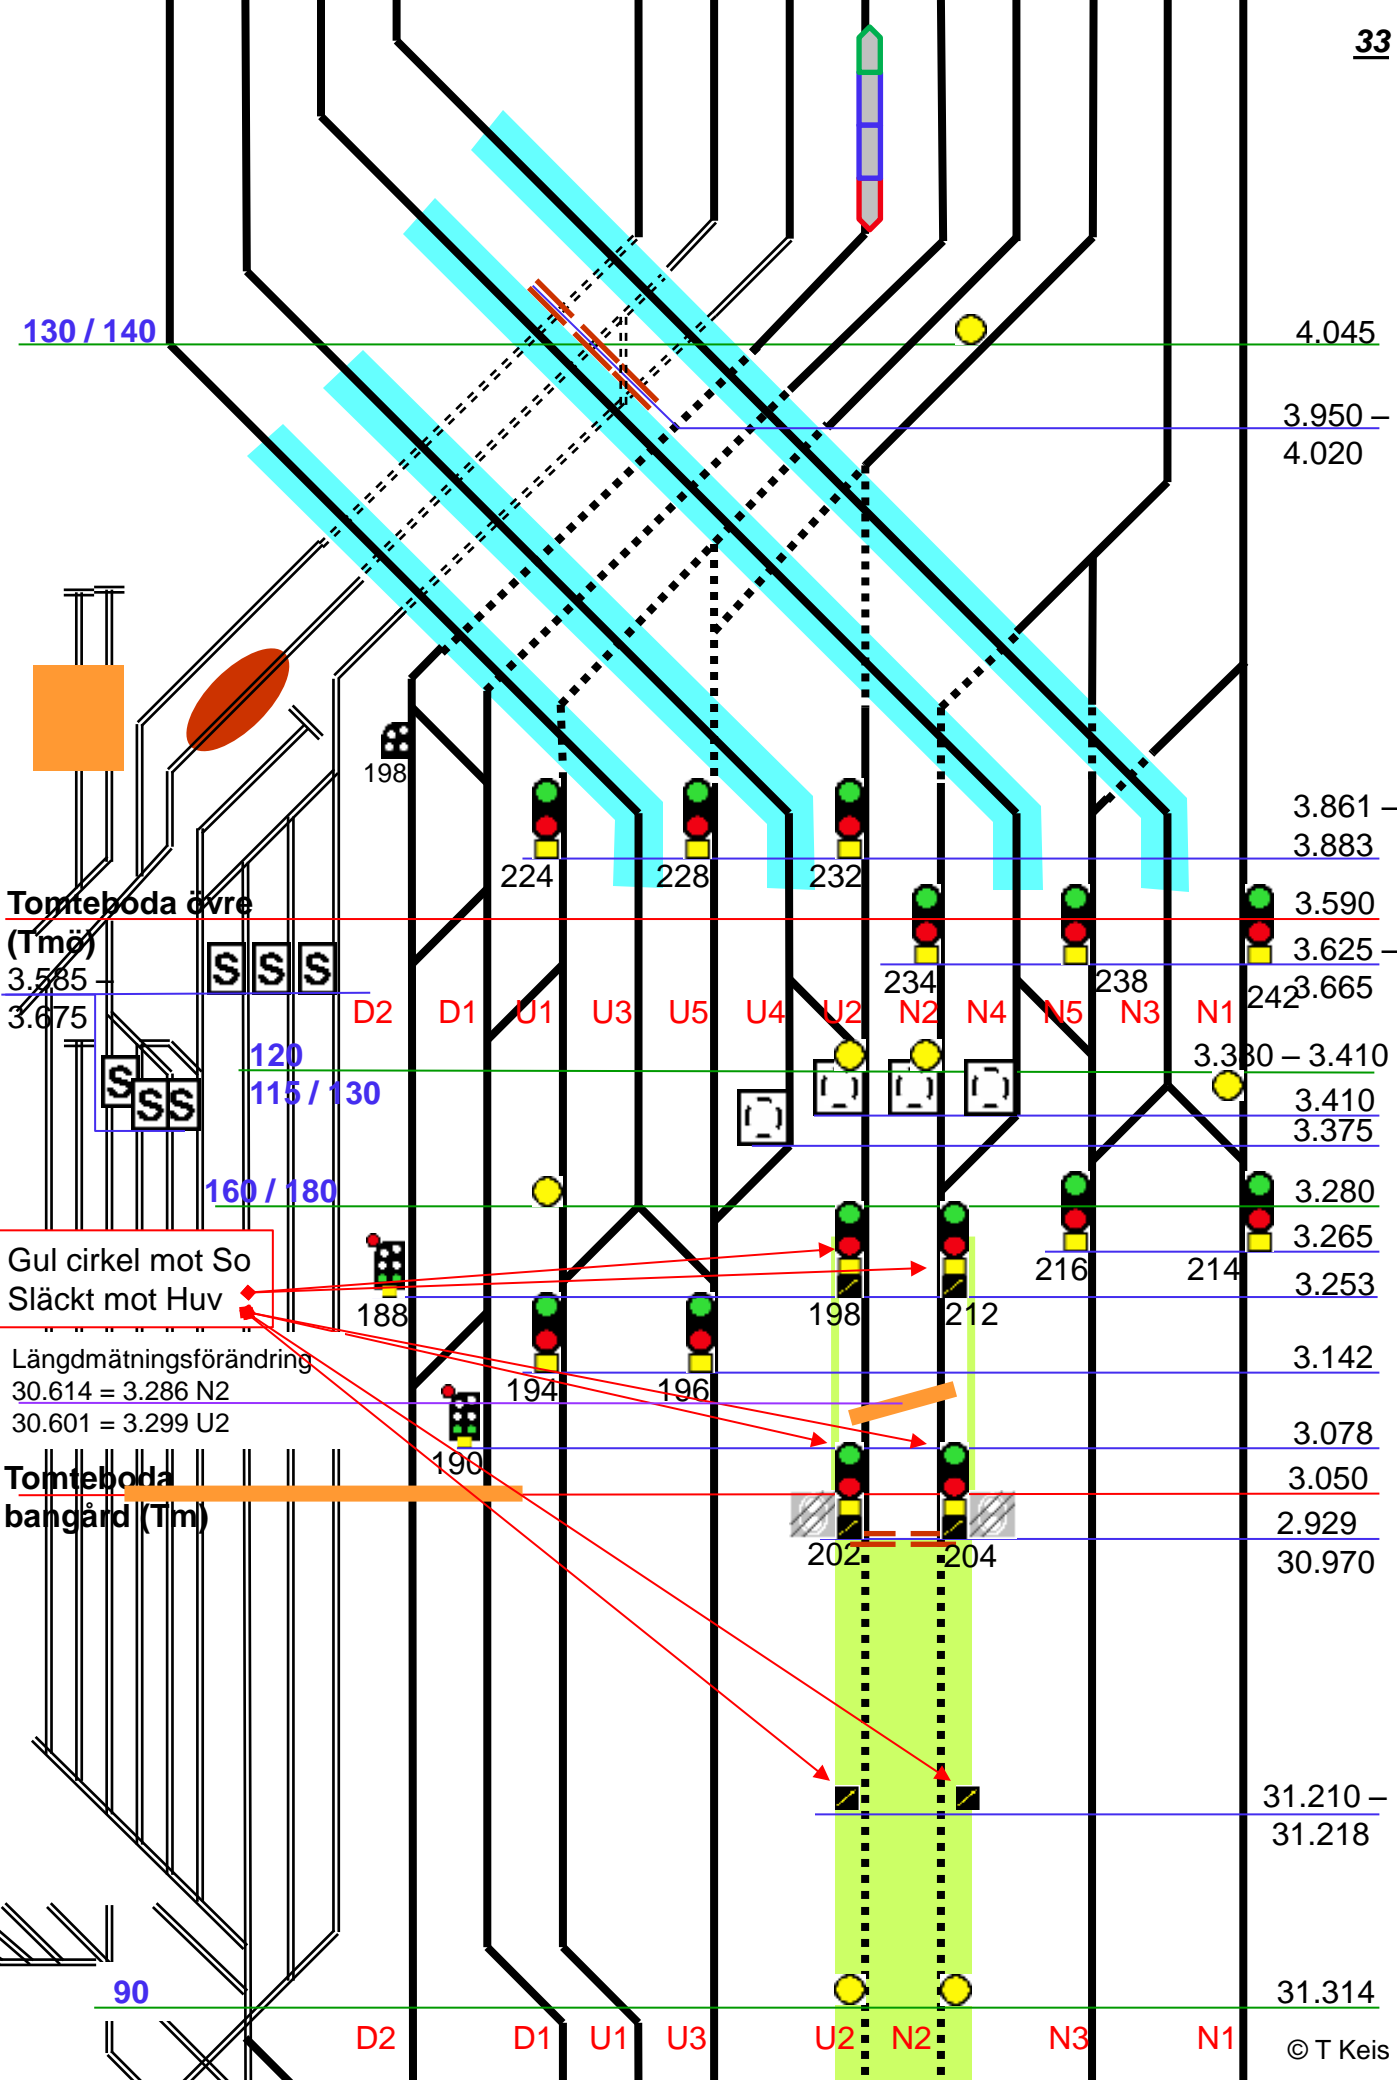 33
130 / 140
4.045
3.950 –
4.020
198
3.861 –
3.883
224
228
232
Tomteboda övre
(Tmö)
3.590
3.585 –
3.675
S S S
3.625 –
3.665
234
238
242
D2 D1 U1 U3 U5 U4 U2 N2 N4 N5 N3 N1
120
3.380 – 3.410
115 / 130
S
S S
3.410
3.375
160 / 180
3.280
3.265
216
214
Gul cirkel mot So
Släckt mot Huv
3.253
188
198
212
Längdmätningsförändring
30.614 = 3.286 N2
30.601 = 3.299 U2
3.142
194
196
3.078
190
Tomteboda
bangård (Tm)
3.050
2.929
30.970
202
204
31.210 –
31.218
90
31.314
D2 D1 U1 U3 U2 N2 N3 N1
© T Keis